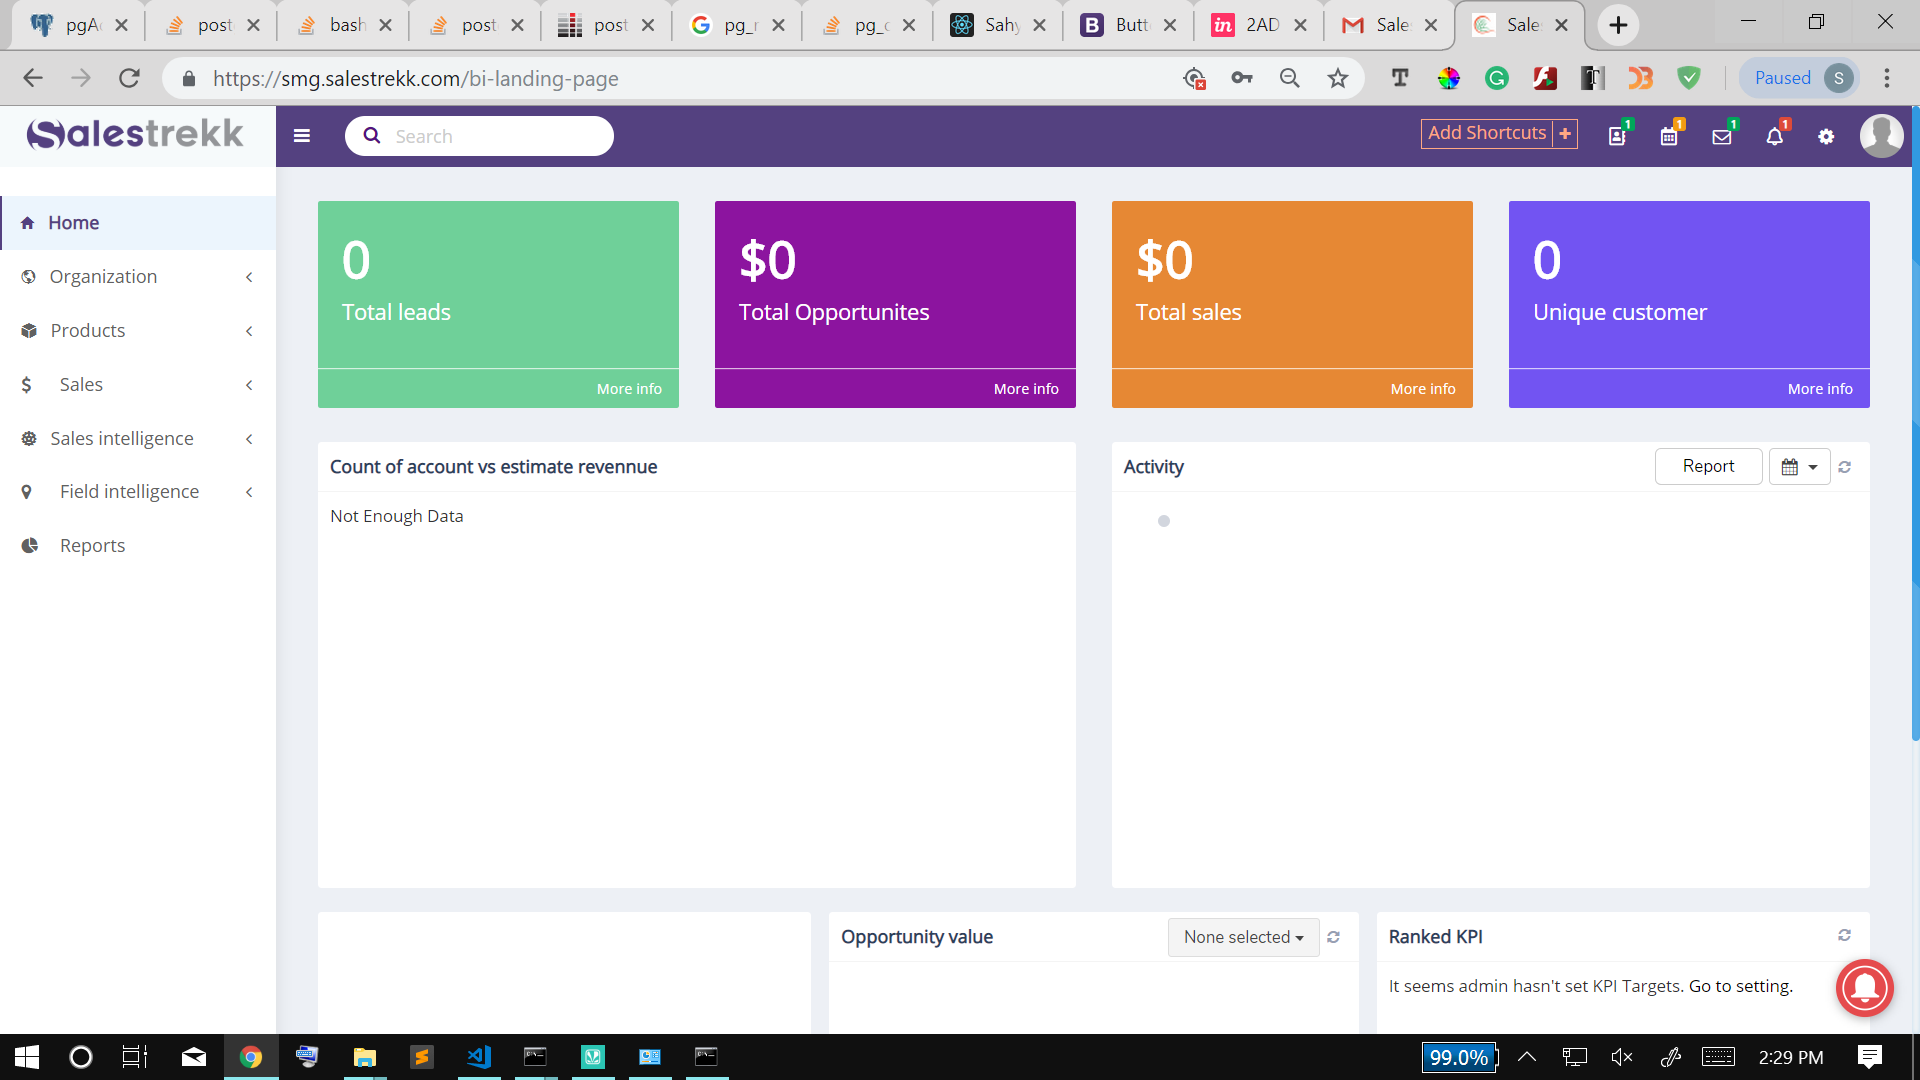 pgA
post
bash
post
post
pg_r
pg_c
Sahy
Butt
2AD
Sale
Sale
https://smg.salestrekk.com/bi-landing-page
Paused
S
Salestrekk
Search
Add Shortcuts +
1
1
1
1
Home
Organization
Products
Sales
Sales intelligence
Field intelligence
Reports
0
Total leads
More info
$0
Total Opportunites
More info
$0
Total sales
More info
0
Unique customer
More info
Count of account vs estimate revennue
Not Enough Data
Activity
Report
Opportunity value
None selected
Ranked KPI
It seems admin hasn't set KPI Targets. Go to setting.
99.0%
2:29 PM